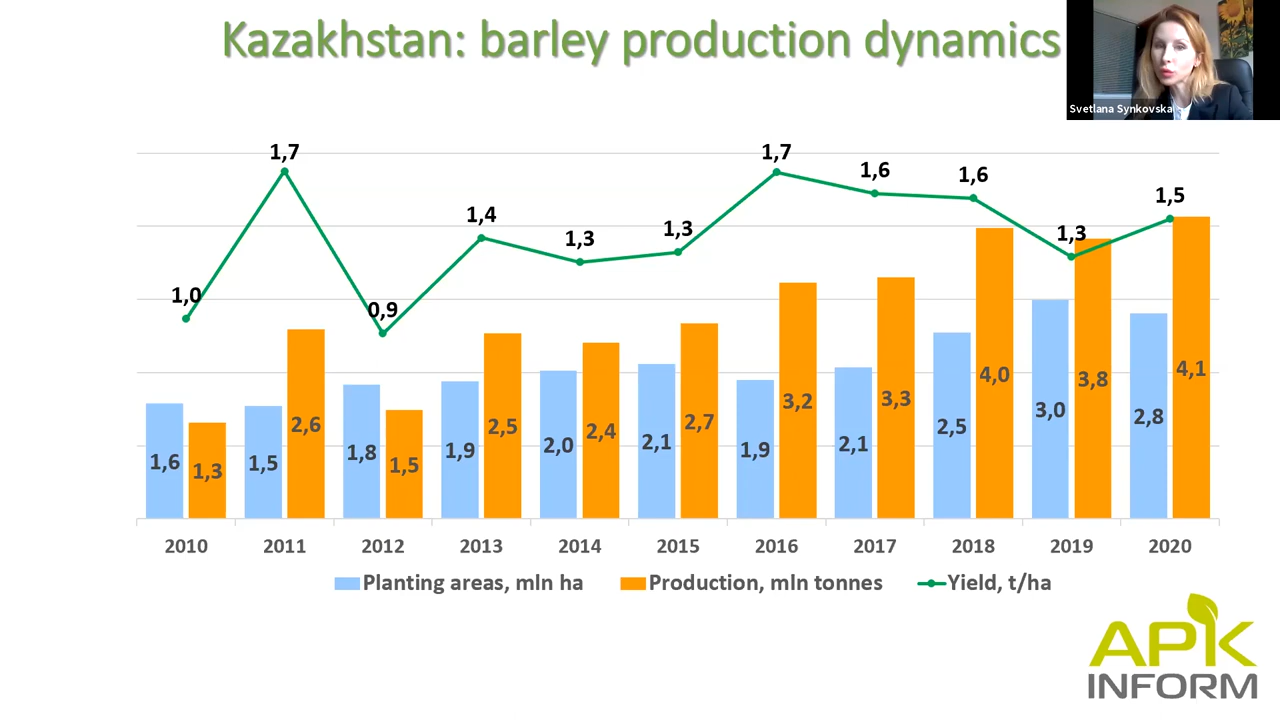 Kazakhstan: barley production dynamics
Svetlana Synkovska
1,0 1,7 0,9 1,4 1,3 1,3 1,7 1,6 1,6 1,3 1,5
1,6 1,3 1,5 2,6 1,8 1,5 1,9 2,5 2,0 2,4 2,1 2,7 1,9 3,2 2,1 3,3 2,5 4,0 3,0 3,8 2,8 4,1
2010 2011 2012 2013 2014 2015 2016 2017 2018 2019 2020
Planting areas, mln ha Production, mln tonnes Yield, t/ha
APK
INFORM